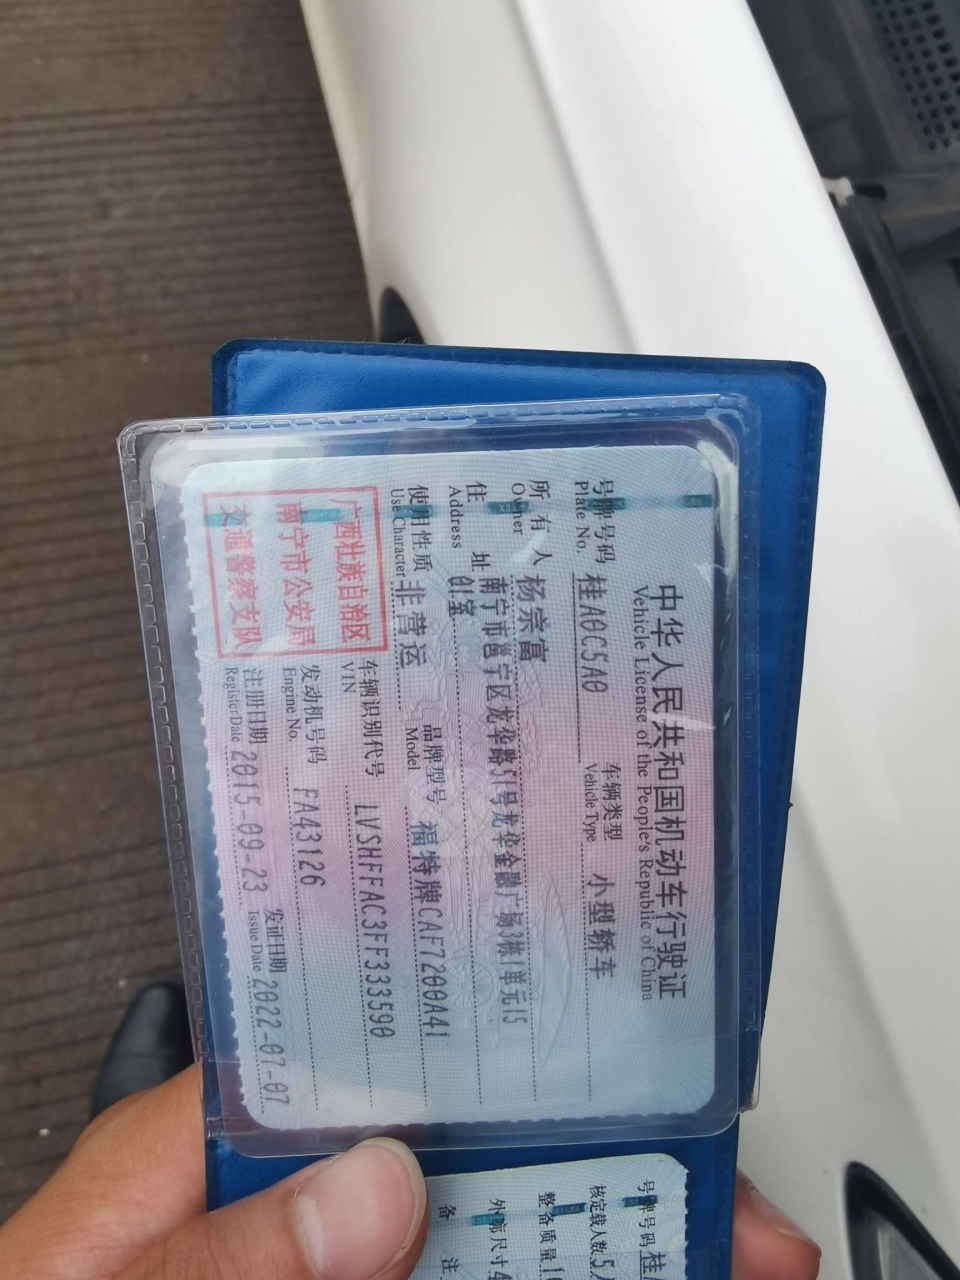 中华人民共和国机动车行驶证
Vehicle License of the People's Republic of China
号牌号码 桂A0C5A0 车辆类型 小型轿车
Plate No. Vehicle Type
所有人 杨宗富
Owner
住址 南宁市邕宁区龙华路51号龙华金融广场3栋1单元15
Address 01室
使用性质 非营运 品牌型号 福特牌CAF7200A41
Use Character Model
广西壮族自治区
南宁市公安局
交通警察支队
车辆识别代号 LVSHFFAC3FF333590
VIN
发动机号码 FA43126
Engine No.
注册日期 2015-09-23 发证日期 2022-07-07
Register Date Issue Date
号牌号码 桂
核定载人数 5
整备质量
外廓尺寸
备 注